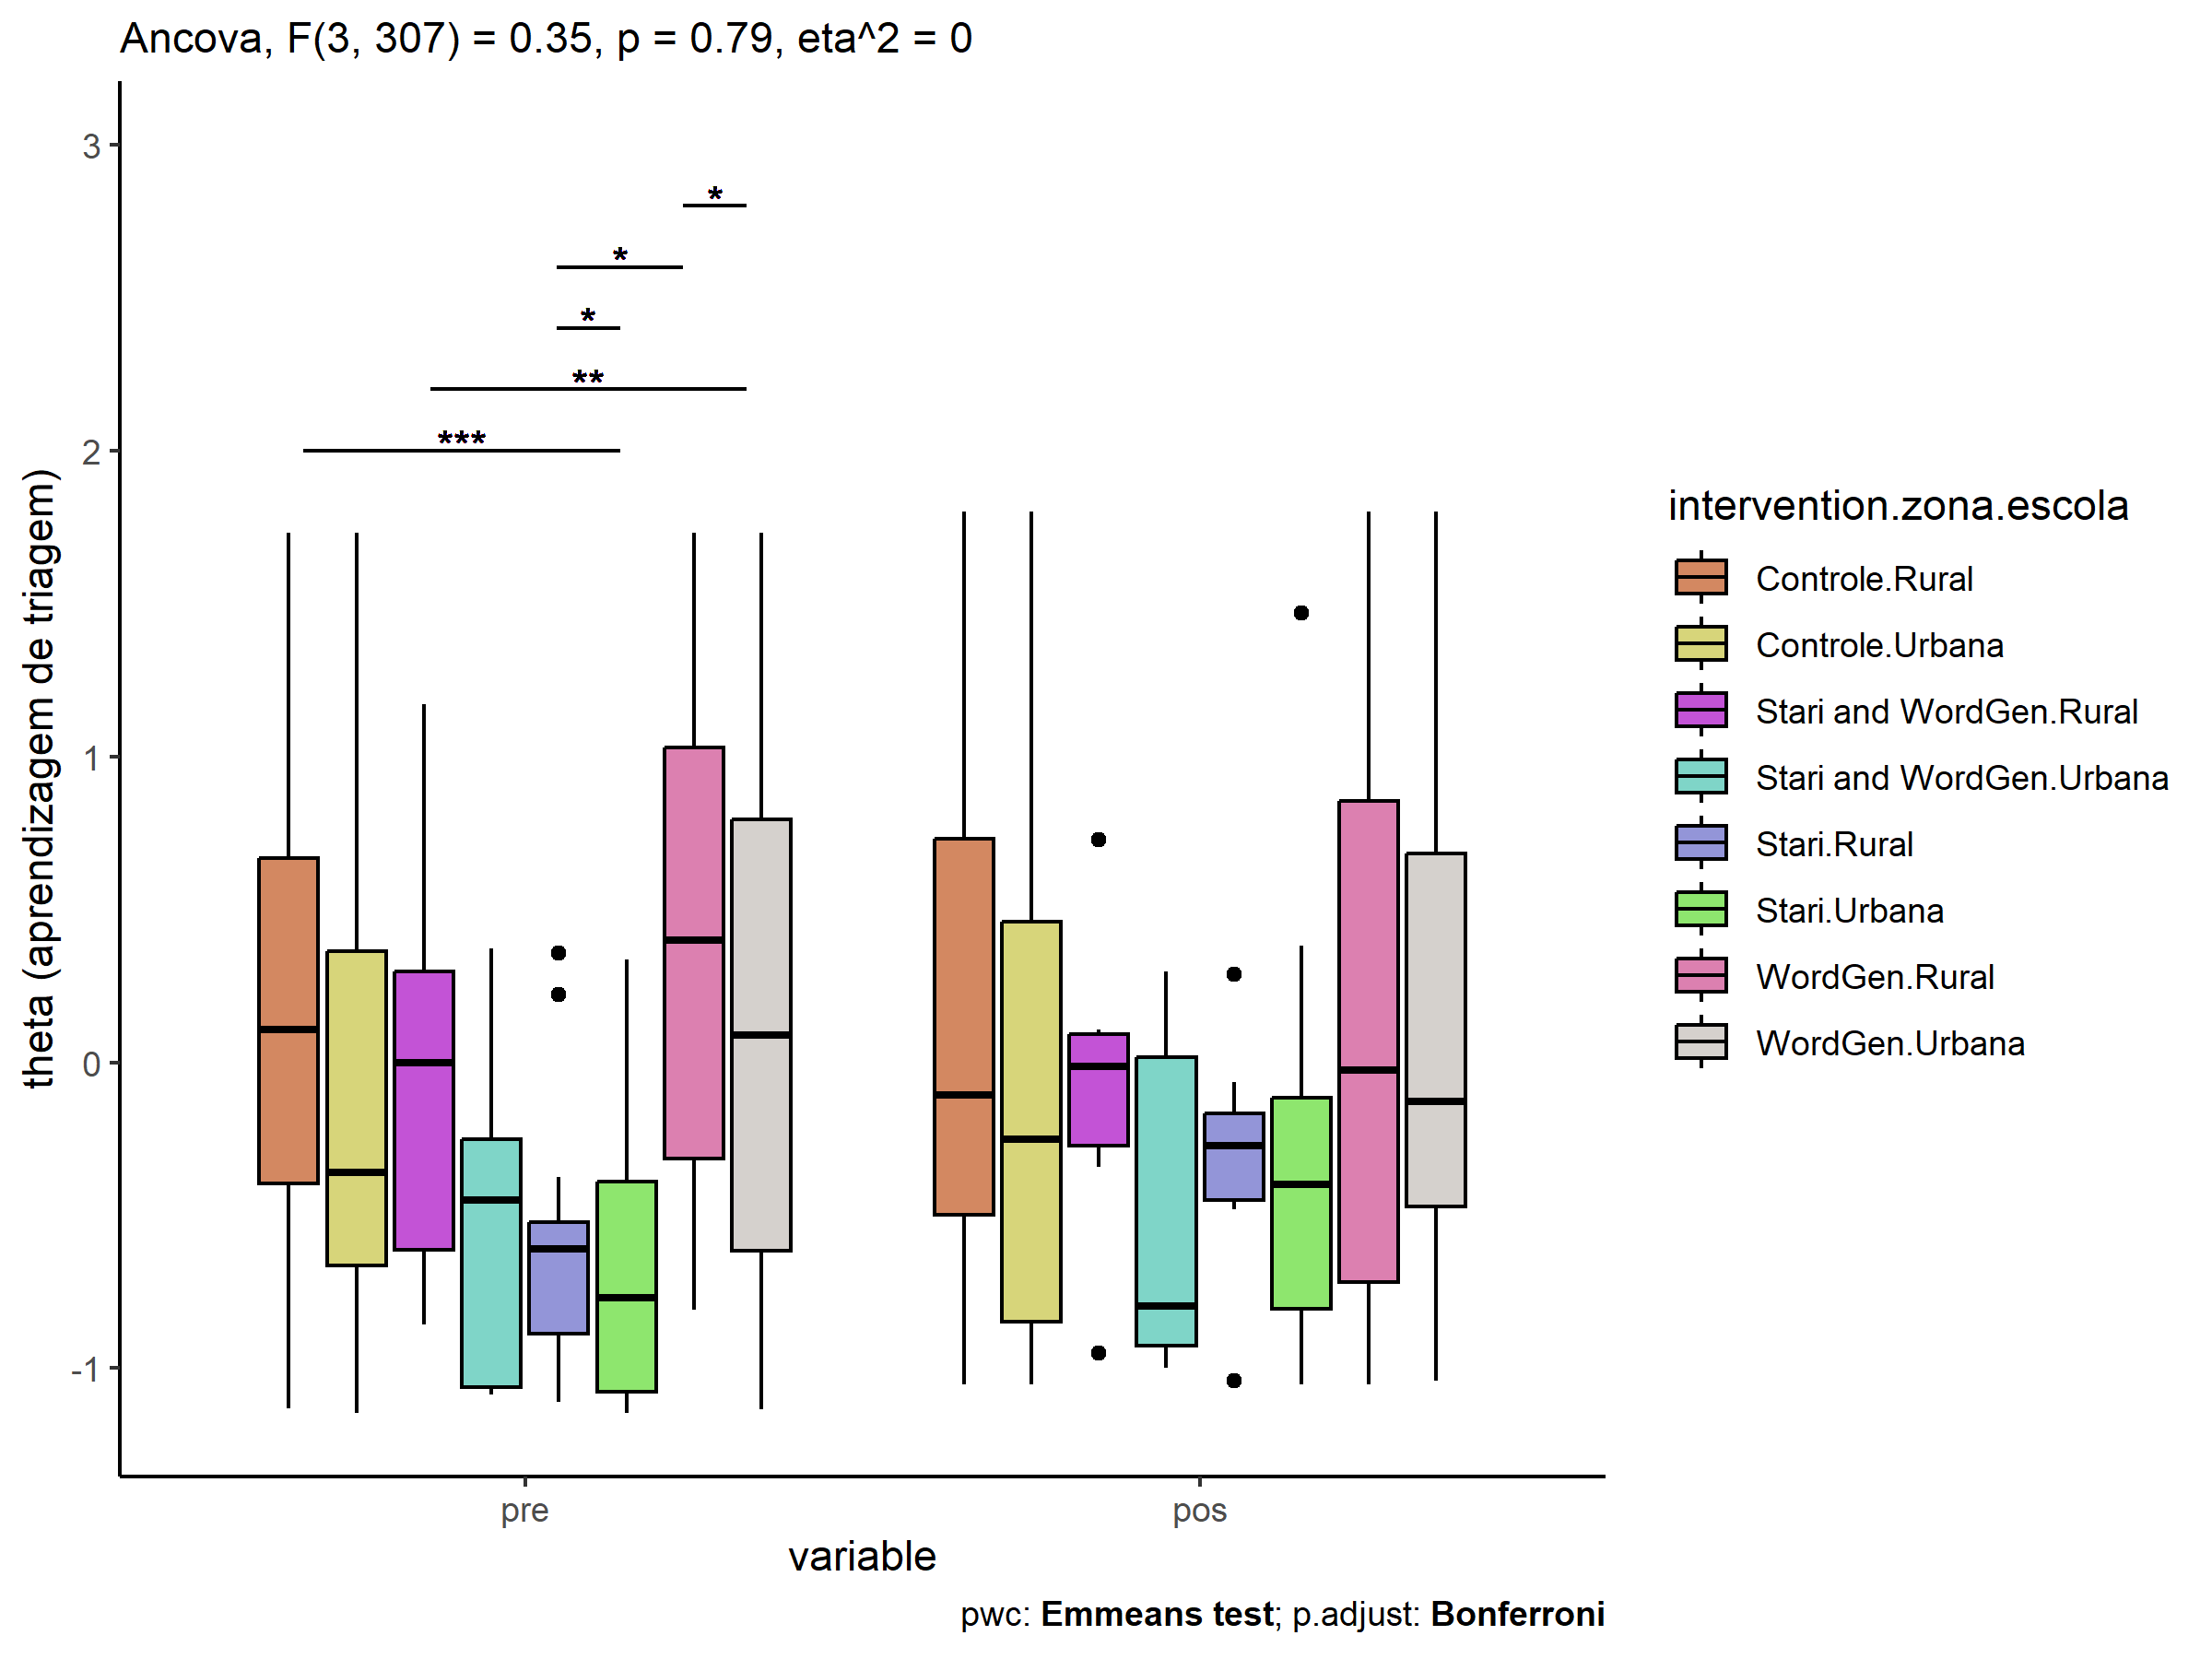 Ancova, F(3, 307) = 0.35, p = 0.79, eta^2 = 0
theta (aprendizagem de triagem)
3
2
1
0
-1
*
*
*
**
***
pre
pos
variable
pwc: Emmeans test; p.adjust: Bonferroni
intervention.zona.escola
Controle.Rural
Controle.Urbana
Stari and WordGen.Rural
Stari and WordGen.Urbana
Stari.Rural
Stari.Urbana
WordGen.Rural
WordGen.Urbana